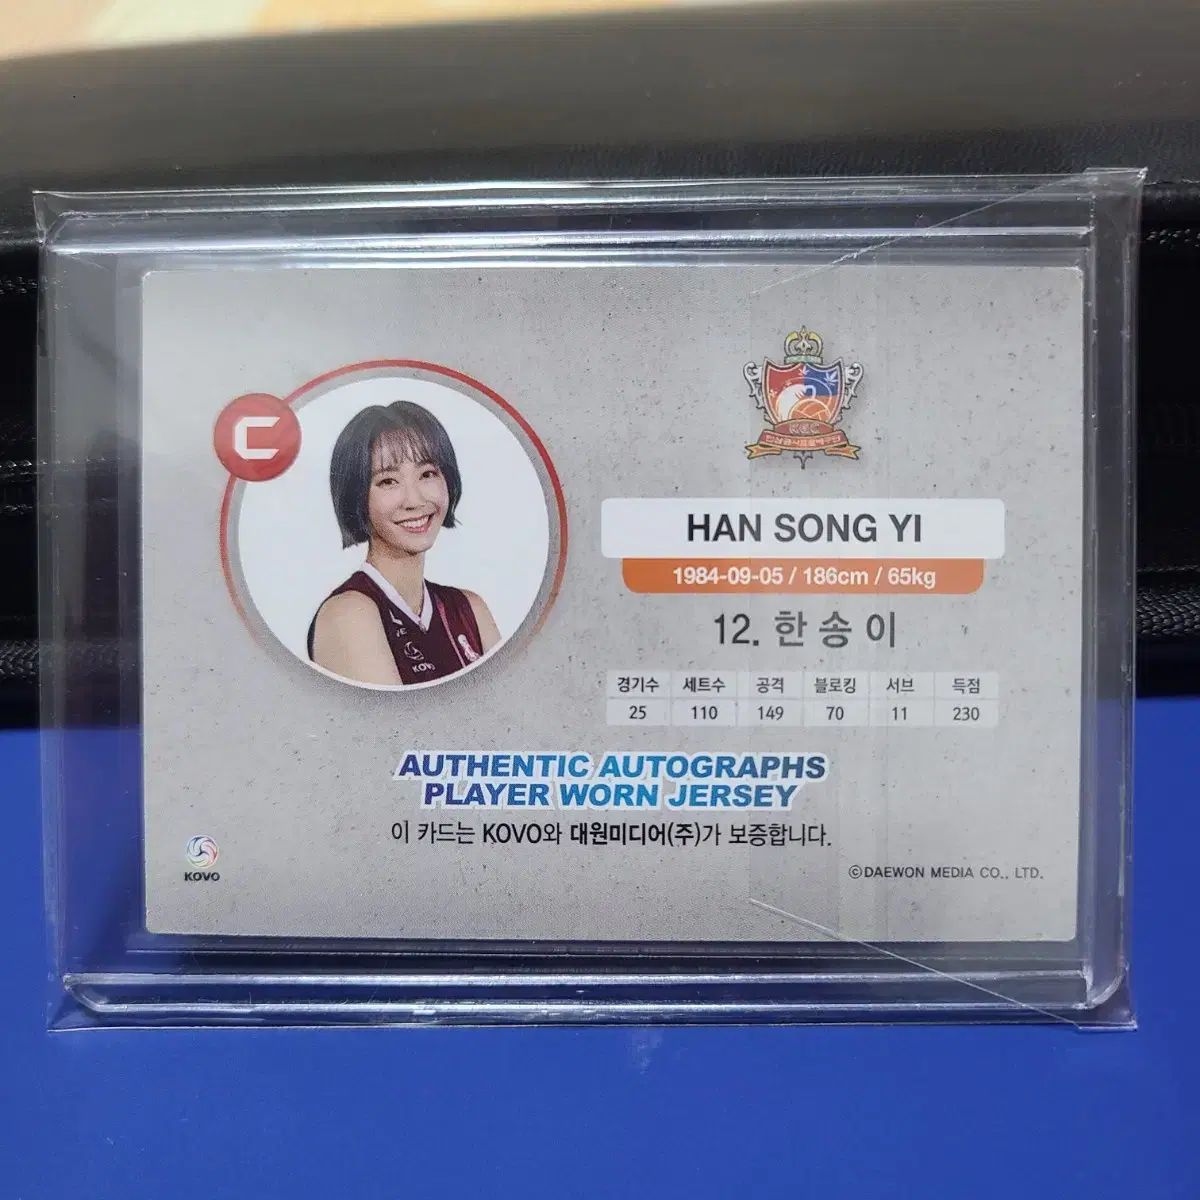 C
KGC
HAN SONG YI
1984-09-05 / 186cm / 65kg
12. 한 송 이
경기수 세트수 공격 블로킹 서브 득점
25 110 149 70 11 230
AUTHENTIC AUTOGRAPHS
PLAYER WORN JERSEY
이 카드는 KOVO와 대원미디어(주)가 보증합니다.
KOVO
KOVO
©DAEWON MEDIA CO., LTD.